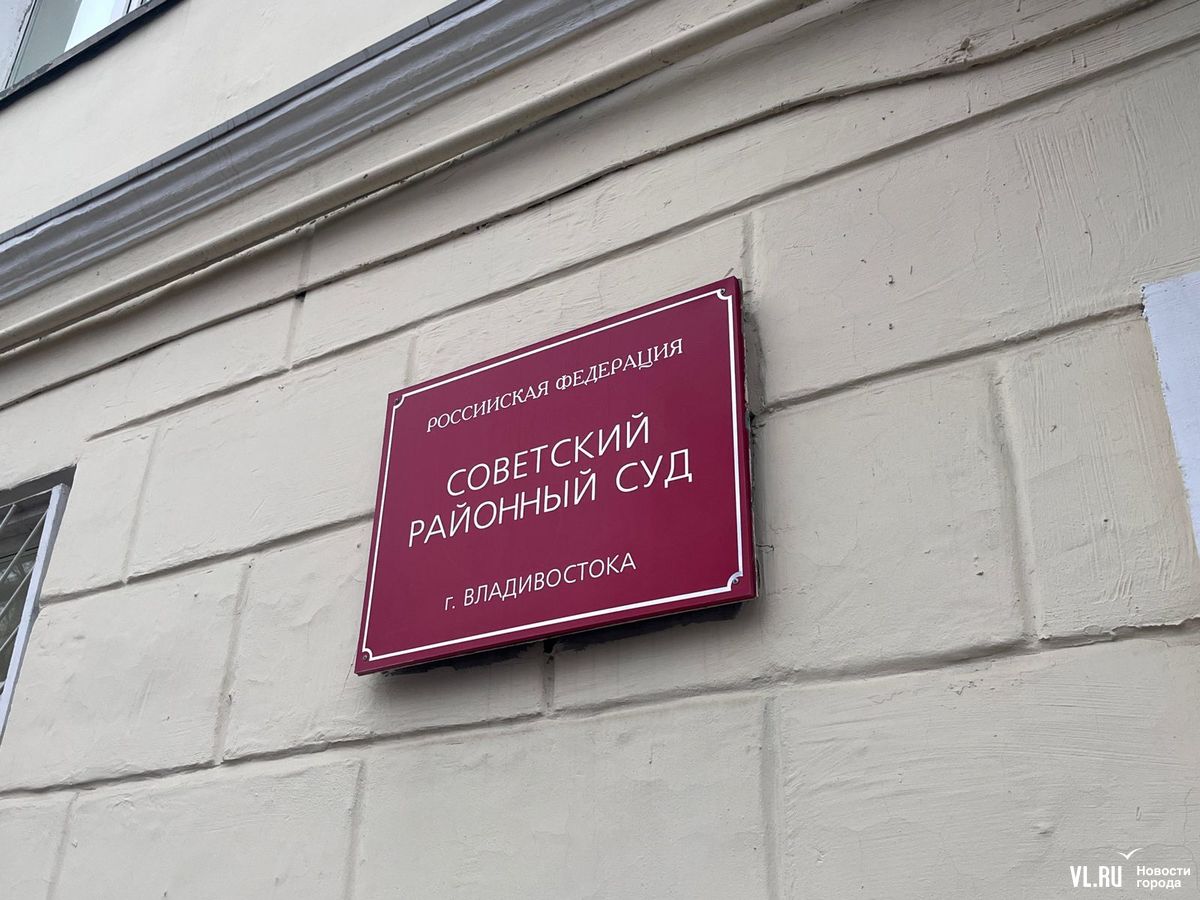 РОССИЙСКАЯ ФЕДЕРАЦИЯ
СОВЕТСКИЙ
РАЙОННЫЙ СУД
г. ВЛАДИВОСТОКА
VL.RU Новости
города